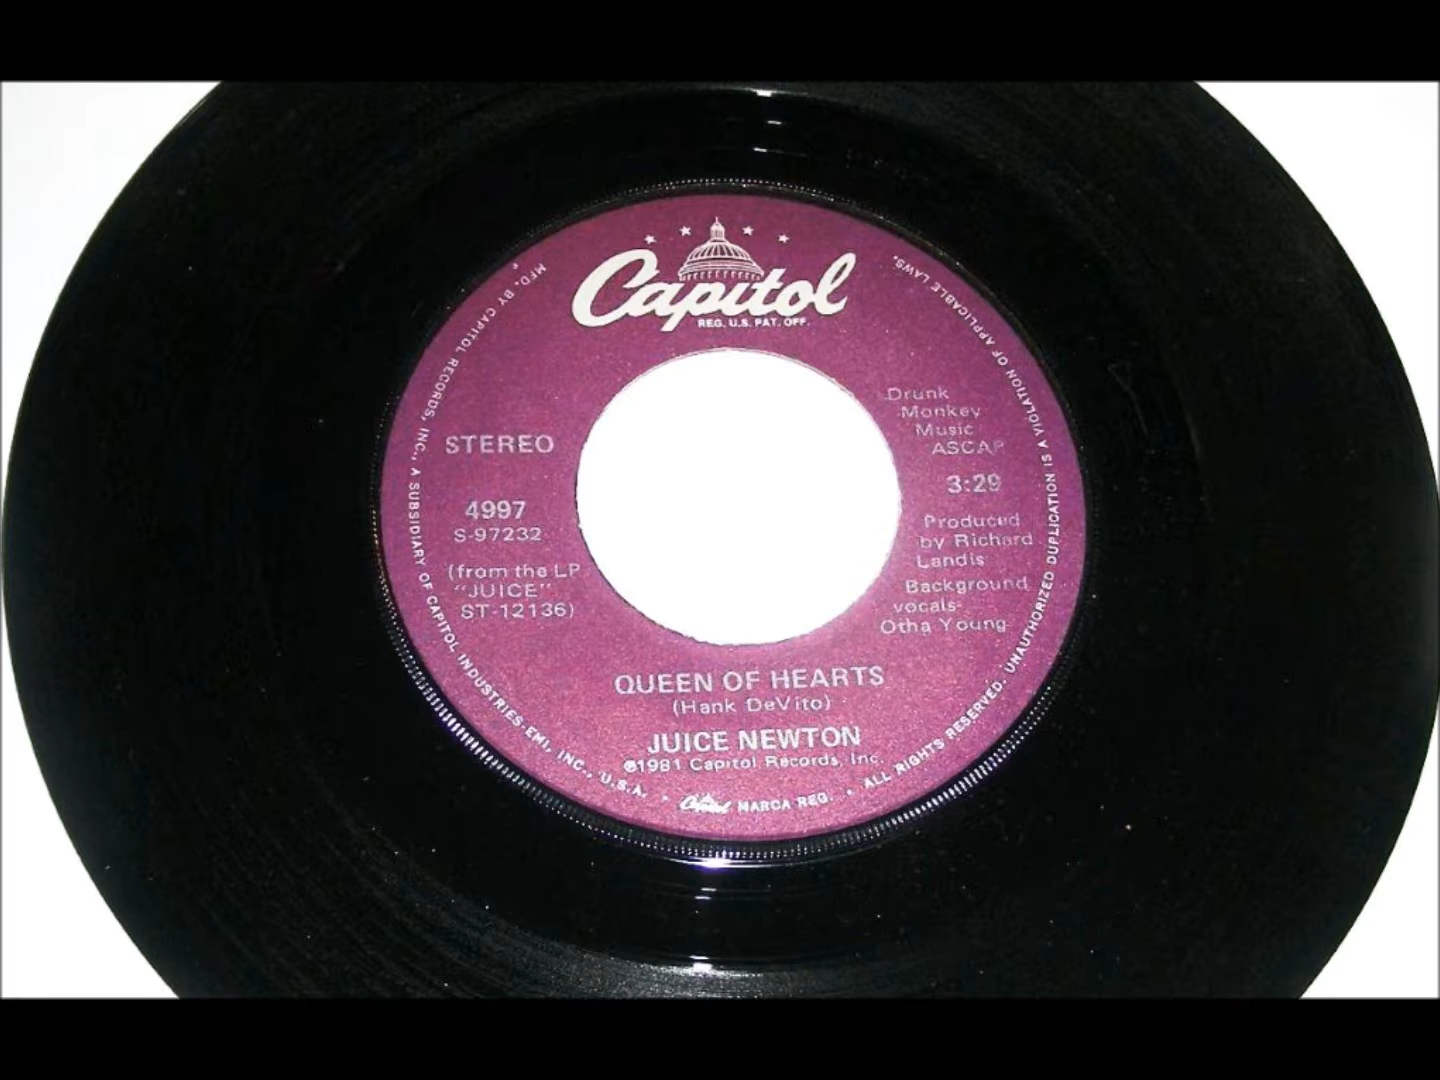 Capitol
REG. U.S. PAT. OFF.
STEREO
4997
S-97232
(from the LP
"JUICE"
ST-12136)
Drunk
Monkey
Music
ASCAP
3:29
Produced
by Richard
Landis
Background
vocals-
Otha Young
QUEEN OF HEARTS
(Hank DeVito)
JUICE NEWTON
℗1981 Capitol Records, Inc.
MFD. BY CAPITOL RECORDS, INC., A SUBSIDIARY OF CAPITOL INDUSTRIES-EMI, INC., U.S.A. • Capitol MARCA REG. • ALL RIGHTS RESERVED. UNAUTHORIZED DUPLICATION IS A VIOLATION OF APPLICABLE LAWS.